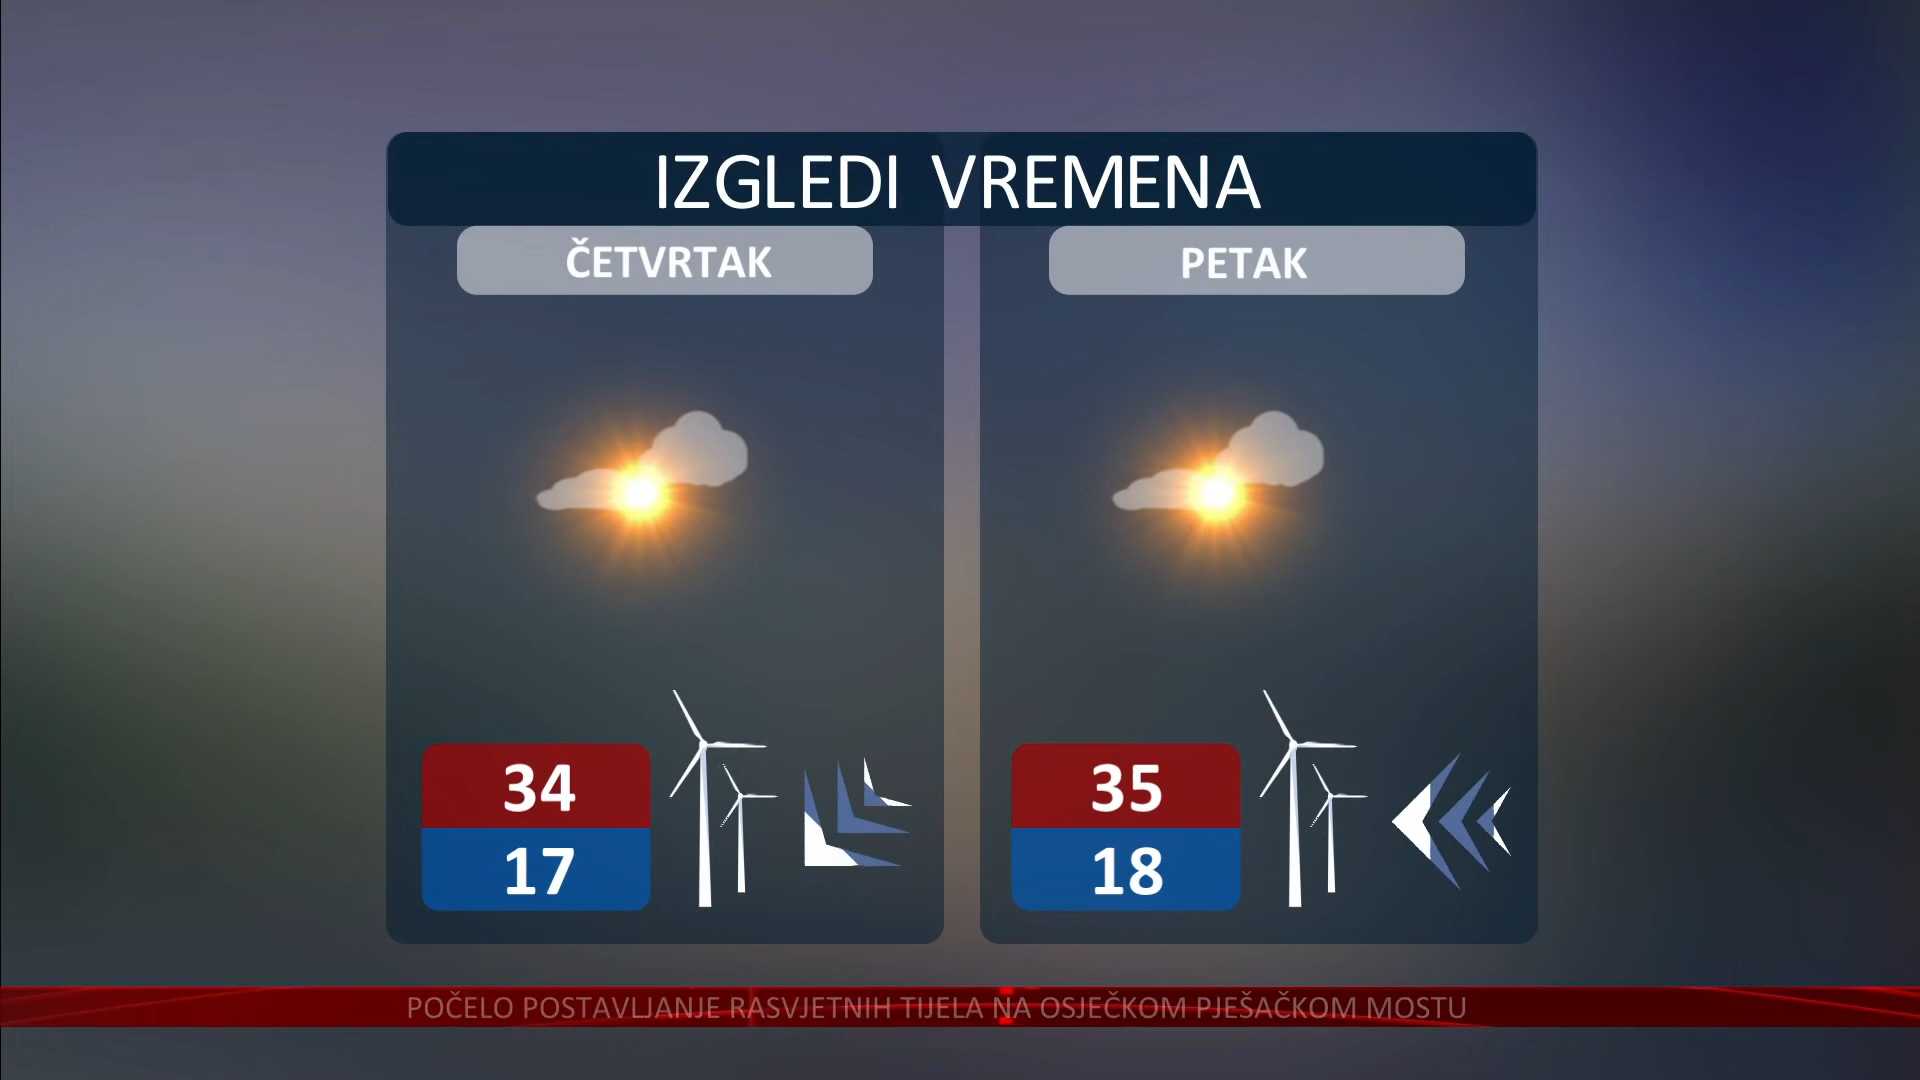 IZGLEDI VREMENA
ČETVRTAK
PETAK
34
17
35
18
POČELO POSTAVLJANJE RASVJETNIH TIJELA NA OSJEČKOM PJEŠAČKOM MOSTU